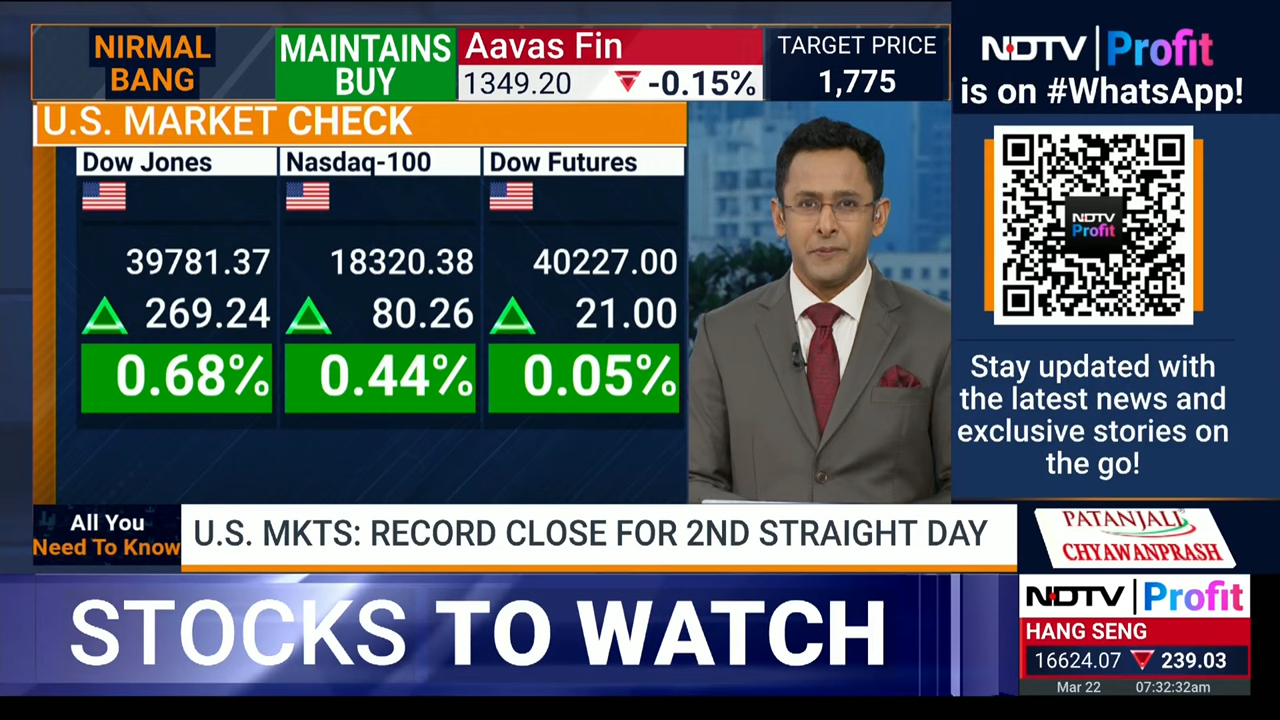 NIRMAL
BANG
MAINTAINS
BUY
Aavas Fin
1349.20 -0.15%
TARGET PRICE
1,775
NDTV Profit
is on #WhatsApp!
U.S. MARKET CHECK
Dow Jones
39781.37
269.24
0.68%
Nasdaq-100
18320.38
80.26
0.44%
Dow Futures
40227.00
21.00
0.05%
NDTV
Profit
Stay updated with
the latest news and
exclusive stories on
the go!
All You
Need To Know
U.S. MKTS: RECORD CLOSE FOR 2ND STRAIGHT DAY
PATANJALI
CHYAWANPRASH
STOCKS TO WATCH
NDTV Profit
HANG SENG
16624.07 239.03
Mar 22 07:32:32am